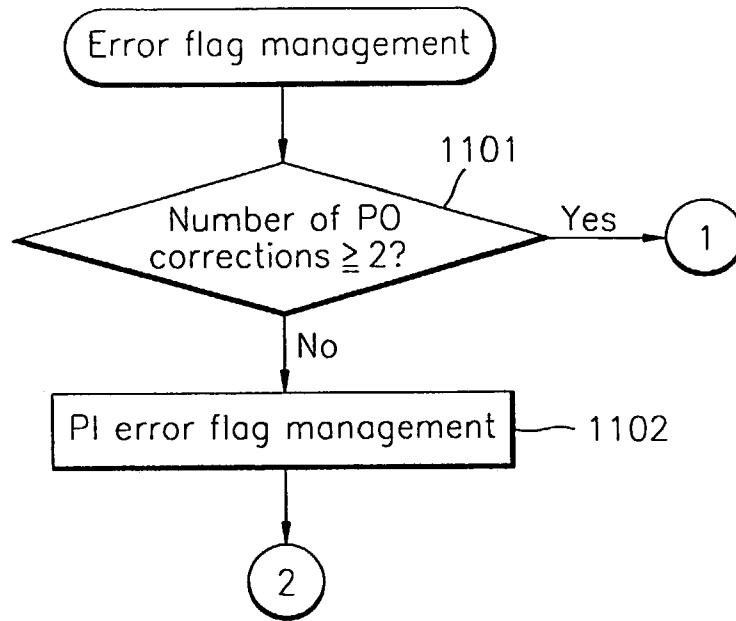 Error flag management
1101
Number of PO
corrections ≧ 2?
Yes
1
No
PI error flag management
1102
2